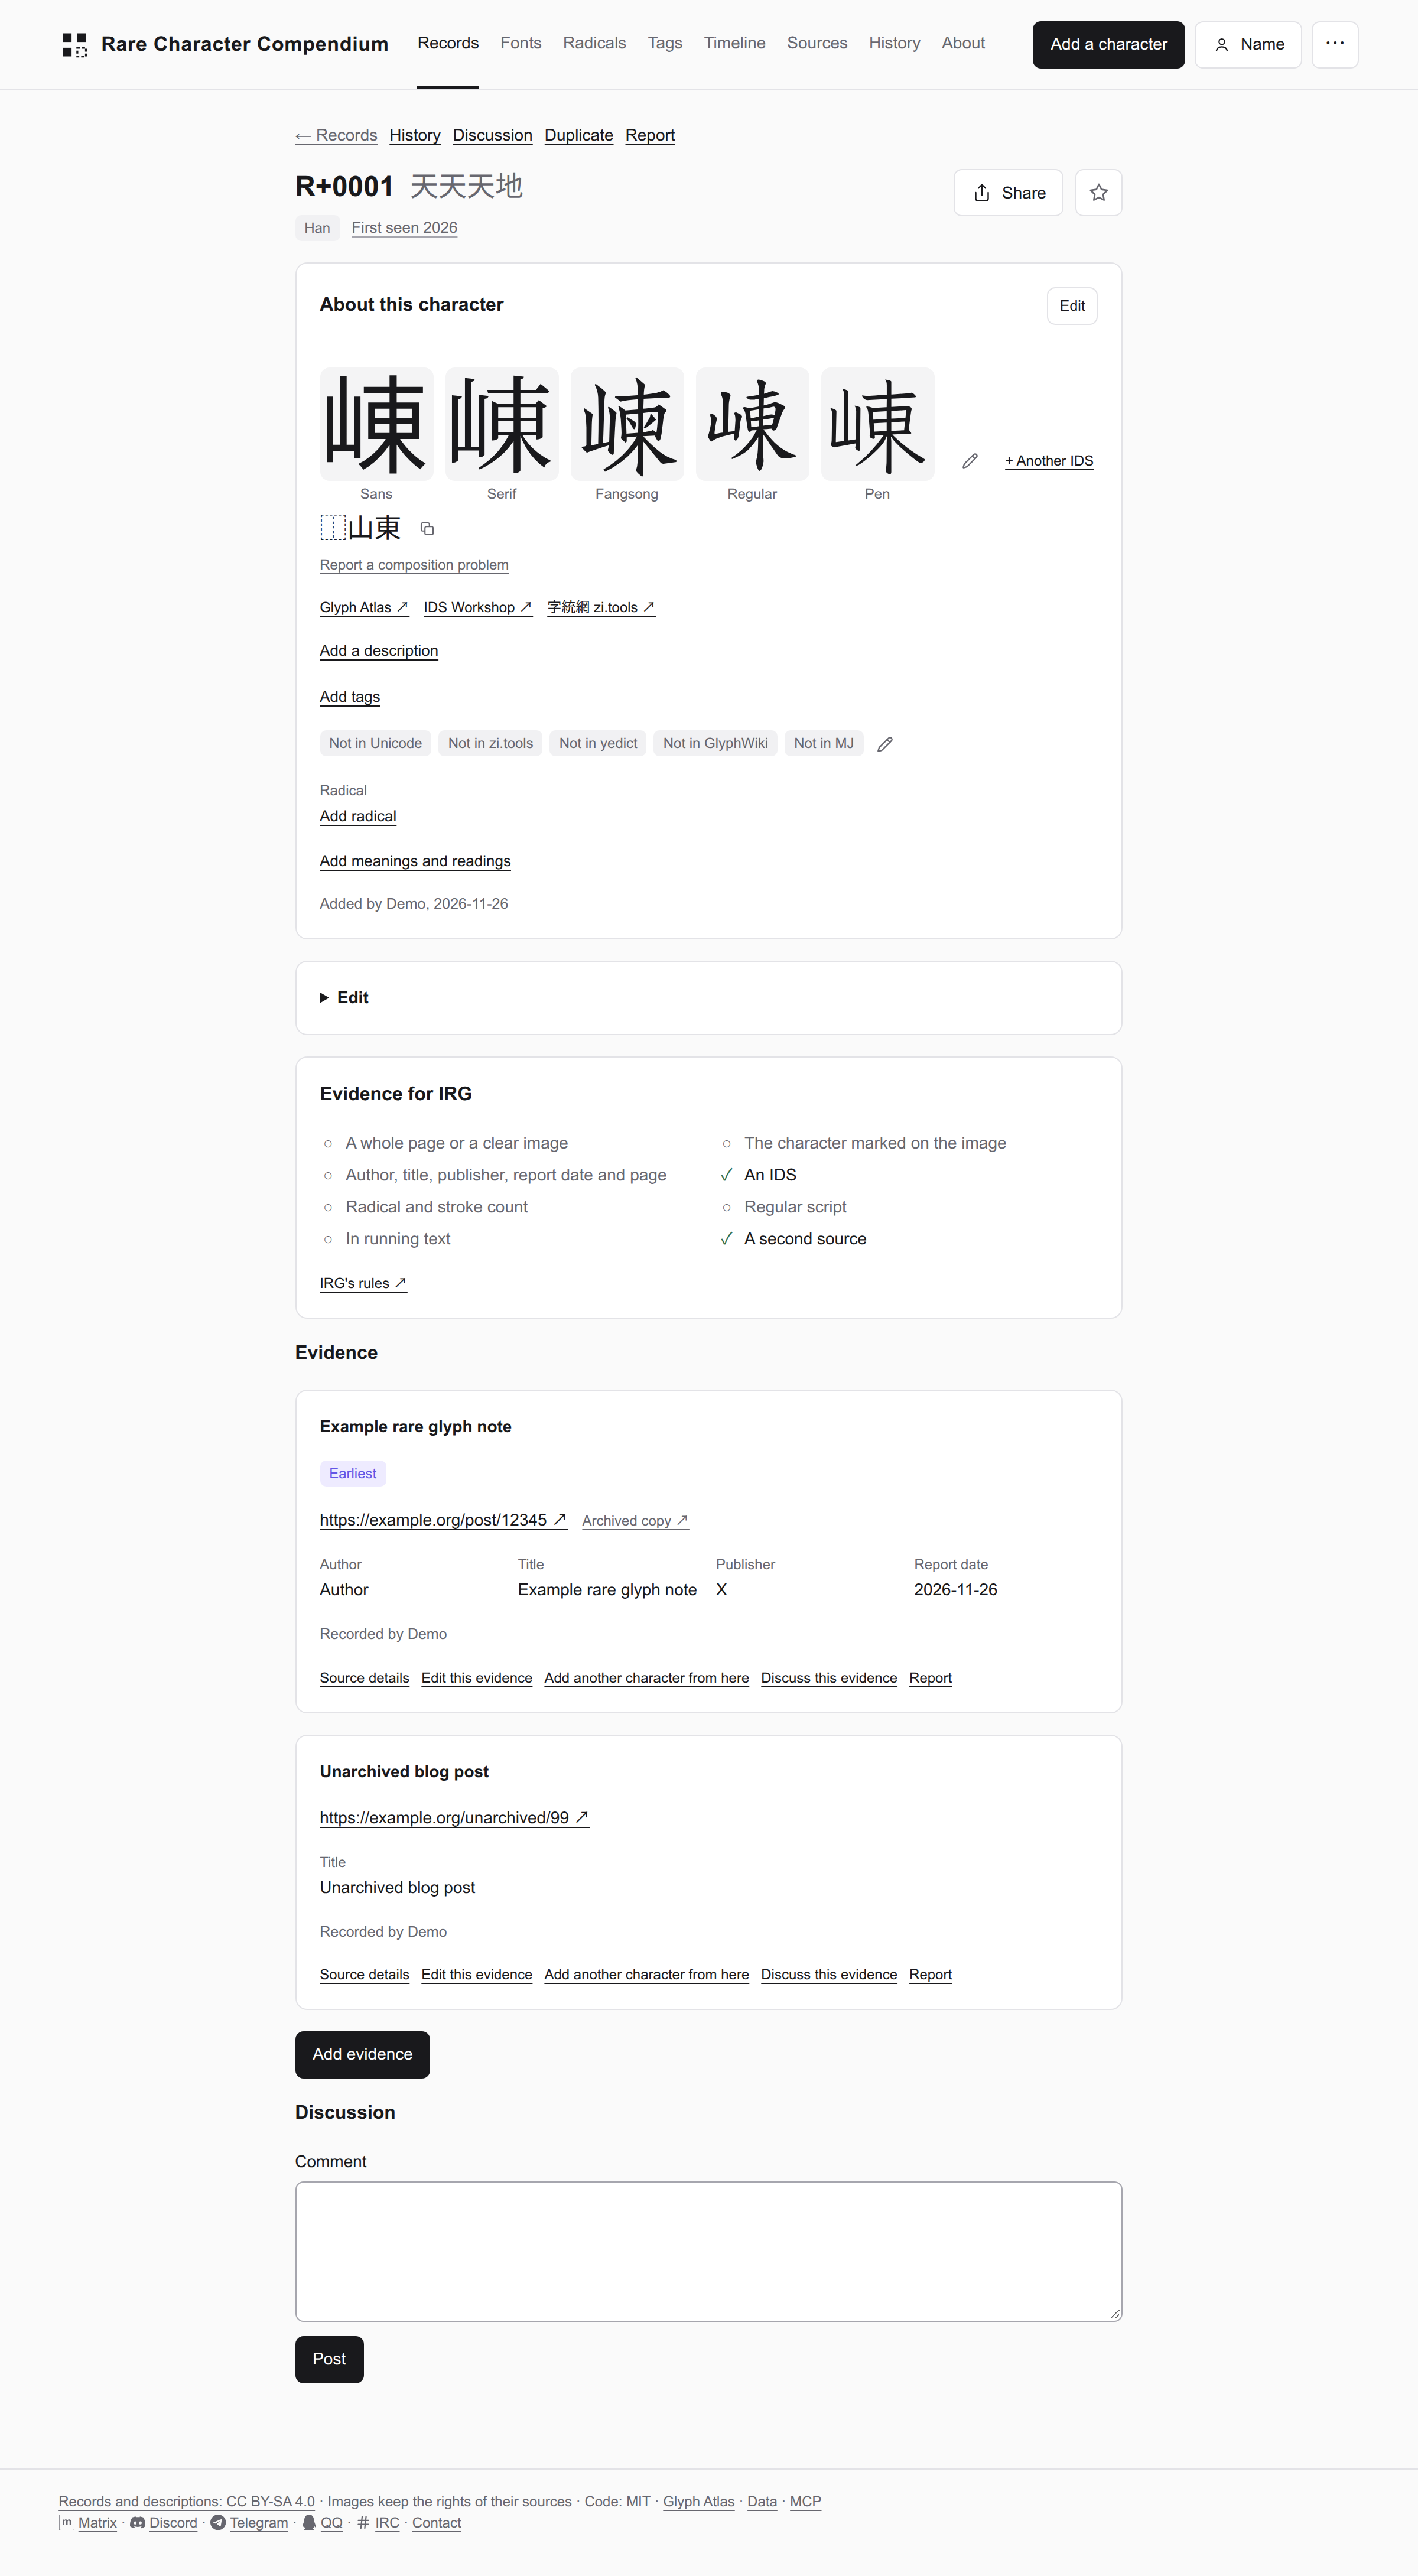 Rare Character Compendium Records Fonts Radicals Tags Timeline Sources History About Add a character Name ···
← Records History Discussion Duplicate Report
R+0001 天天天地 Share
Han First seen 2026
About this character Edit
Sans Serif Fangsong Regular Pen
+ Another IDS
⿰山東
Report a composition problem
Glyph Atlas ↗ IDS Workshop ↗ 字統網 zi.tools ↗
Add a description
Add tags
Not in Unicode Not in zi.tools Not in yedict Not in GlyphWiki Not in MJ
Radical
Add radical
Add meanings and readings
Added by Demo, 2026-11-26
▶ Edit
Evidence for IRG
○ A whole page or a clear image ○ The character marked on the image
○ Author, title, publisher, report date and page ✓ An IDS
○ Radical and stroke count ○ Regular script
○ In running text ✓ A second source
IRG's rules ↗
Evidence
Example rare glyph note
Earliest
https://example.org/post/12345 ↗ Archived copy ↗
Author Title Publisher Report date
Author Example rare glyph note X 2026-11-26
Recorded by Demo
Source details Edit this evidence Add another character from here Discuss this evidence Report
Unarchived blog post
https://example.org/unarchived/99 ↗
Title
Unarchived blog post
Recorded by Demo
Source details Edit this evidence Add another character from here Discuss this evidence Report
Add evidence
Discussion
Comment
Post
Records and descriptions: CC BY-SA 4.0 · Images keep the rights of their sources · Code: MIT · Glyph Atlas · Data · MCP
[m] Matrix · Discord · Telegram · QQ · IRC · Contact